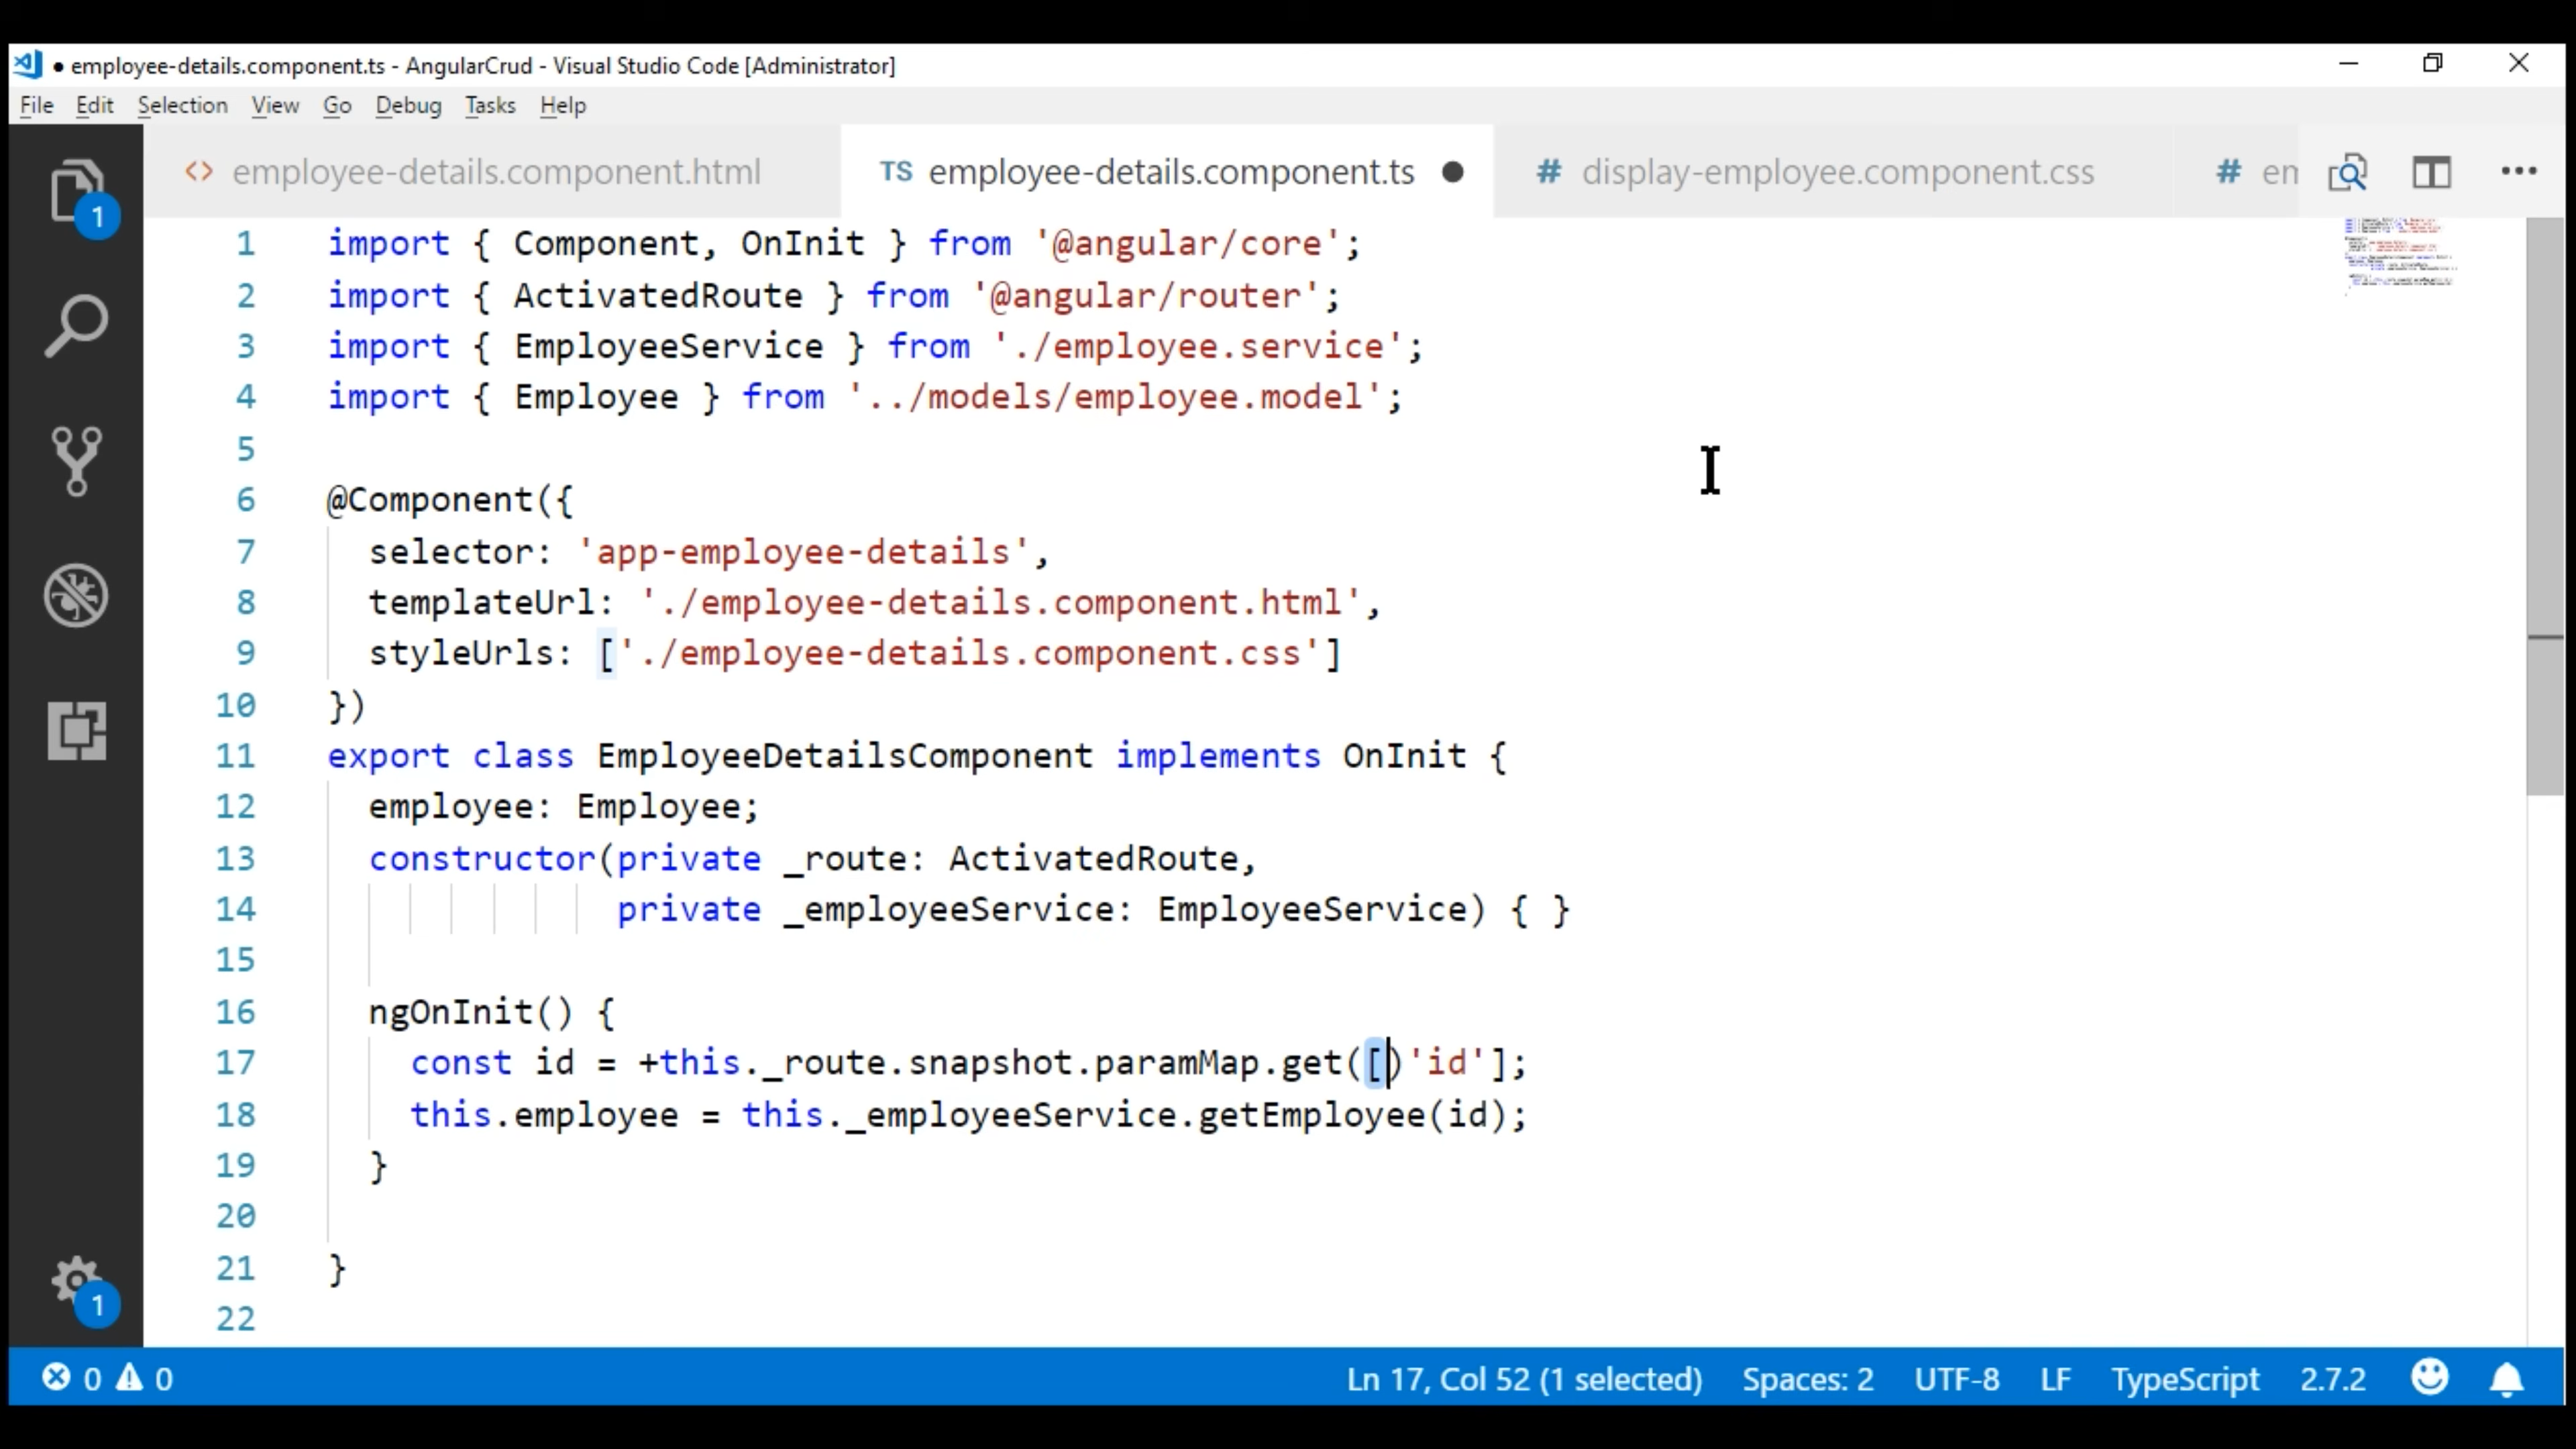 employee-details.component.ts - AngularCrud - Visual Studio Code [Administrator]
File Edit Selection View Go Debug Tasks Help
employee-details.component.html
TS employee-details.component.ts
# display-employee.component.css
# em
1
1 import { Component, OnInit } from '@angular/core';
2 import { ActivatedRoute } from '@angular/router';
3 import { EmployeeService } from './employee.service';
4 import { Employee } from '../models/employee.model';
5
6 @Component({
7 selector: 'app-employee-details',
8 templateUrl: './employee-details.component.html',
9 styleUrls: ['./employee-details.component.css']
10 })
11 export class EmployeeDetailsComponent implements OnInit {
12 employee: Employee;
13 constructor(private _route: ActivatedRoute,
14 private _employeeService: EmployeeService) { }
15
16 ngOnInit() {
17 const id = +this._route.snapshot.paramMap.get([)'id'];
18 this.employee = this._employeeService.getEmployee(id);
19 }
20
21 }
22
1
0 0 Ln 17, Col 52 (1 selected) Spaces: 2 UTF-8 LF TypeScript 2.7.2